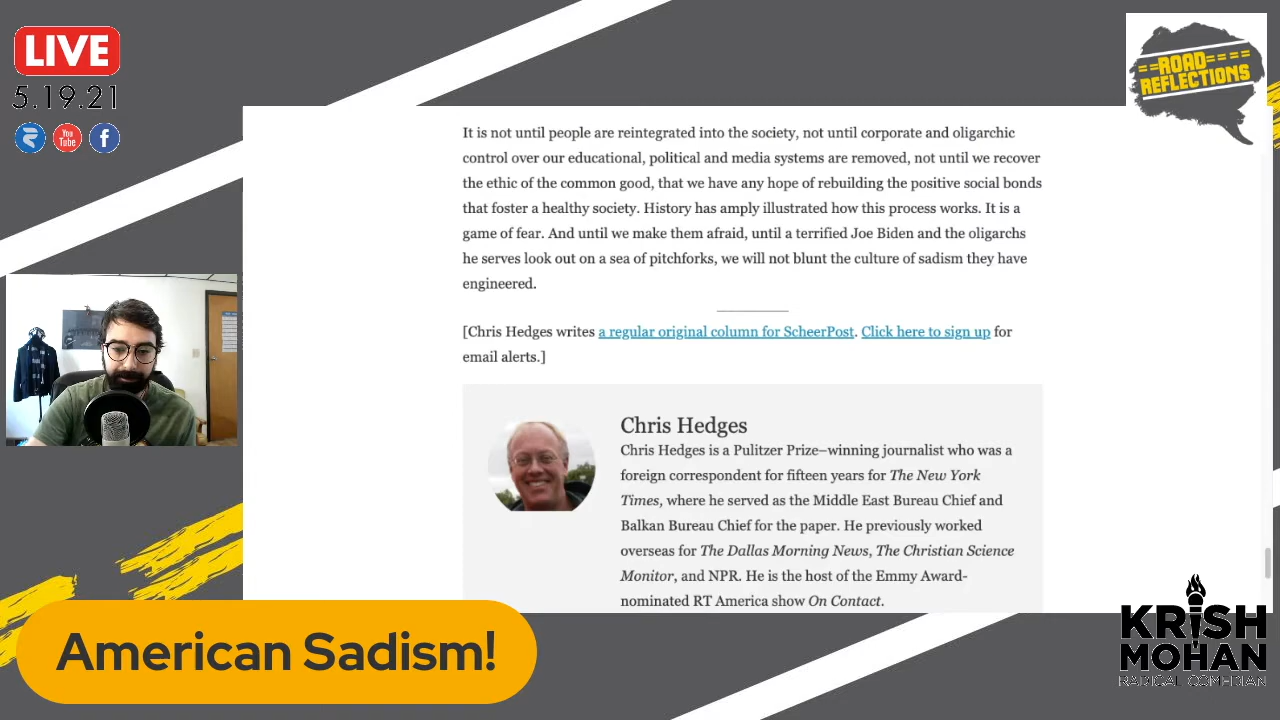 LIVE
5.19.21
You
Tube
f
==ROAD====
REFLECTIONS
It is not until people are reintegrated into the society, not until corporate and oligarchic
control over our educational, political and media systems are removed, not until we recover
the ethic of the common good, that we have any hope of rebuilding the positive social bonds
that foster a healthy society. History has amply illustrated how this process works. It is a
game of fear. And until we make them afraid, until a terrified Joe Biden and the oligarchs
he serves look out on a sea of pitchforks, we will not blunt the culture of sadism they have
engineered.
[Chris Hedges writes a regular original column for ScheerPost. Click here to sign up for
email alerts.]
Chris Hedges
Chris Hedges is a Pulitzer Prize–winning journalist who was a
foreign correspondent for fifteen years for The New York
Times, where he served as the Middle East Bureau Chief and
Balkan Bureau Chief for the paper. He previously worked
overseas for The Dallas Morning News, The Christian Science
Monitor, and NPR. He is the host of the Emmy Award-
nominated RT America show On Contact.
American Sadism!
KRISH
MOHAN
RADICAL COMEDIAN